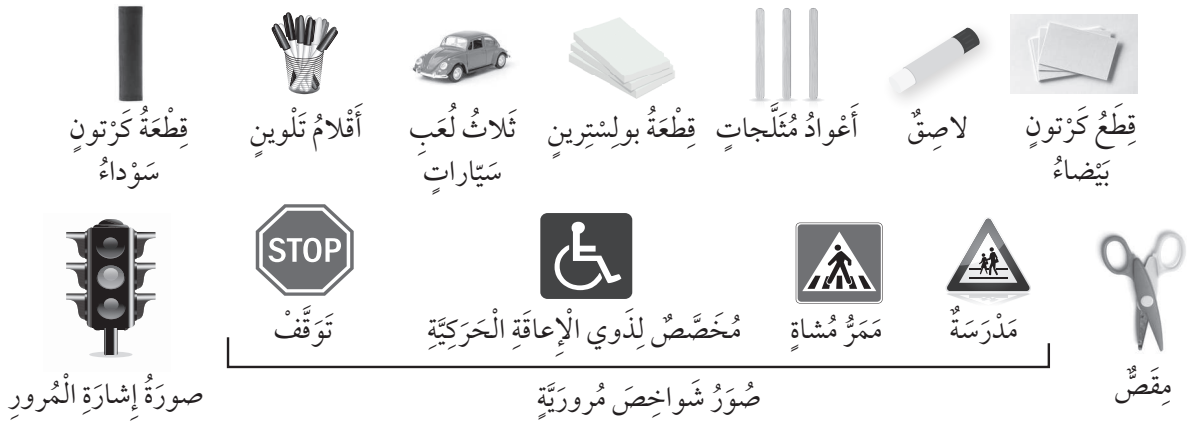 قِطَعُ كَرْتونٍ
بَيْضاءُ
لاصِقٌ
أَعْوادُ مُثَلَّجاتٍ
قِطْعَةُ بولِسْتِرينٍ
ثَلاثُ لُعَبِ
سَيّاراتٍ
أَقْلامُ تَلْوينٍ
قِطْعَةُ كَرْتونٍ
سَوْداءُ
مِقَصٌّ
مَدْرَسَةٌ
مَمَرُّ مُشاةٍ
مُخَصَّصٌ لِذَوي الْإِعاقَةِ الْحَرَكِيَّةِ
STOP
تَوَقَّفْ
صُوَرُ شَواخِصَ مُرورَيَّةٍ
صورَةُ إِشارَةِ الْمُرورِ